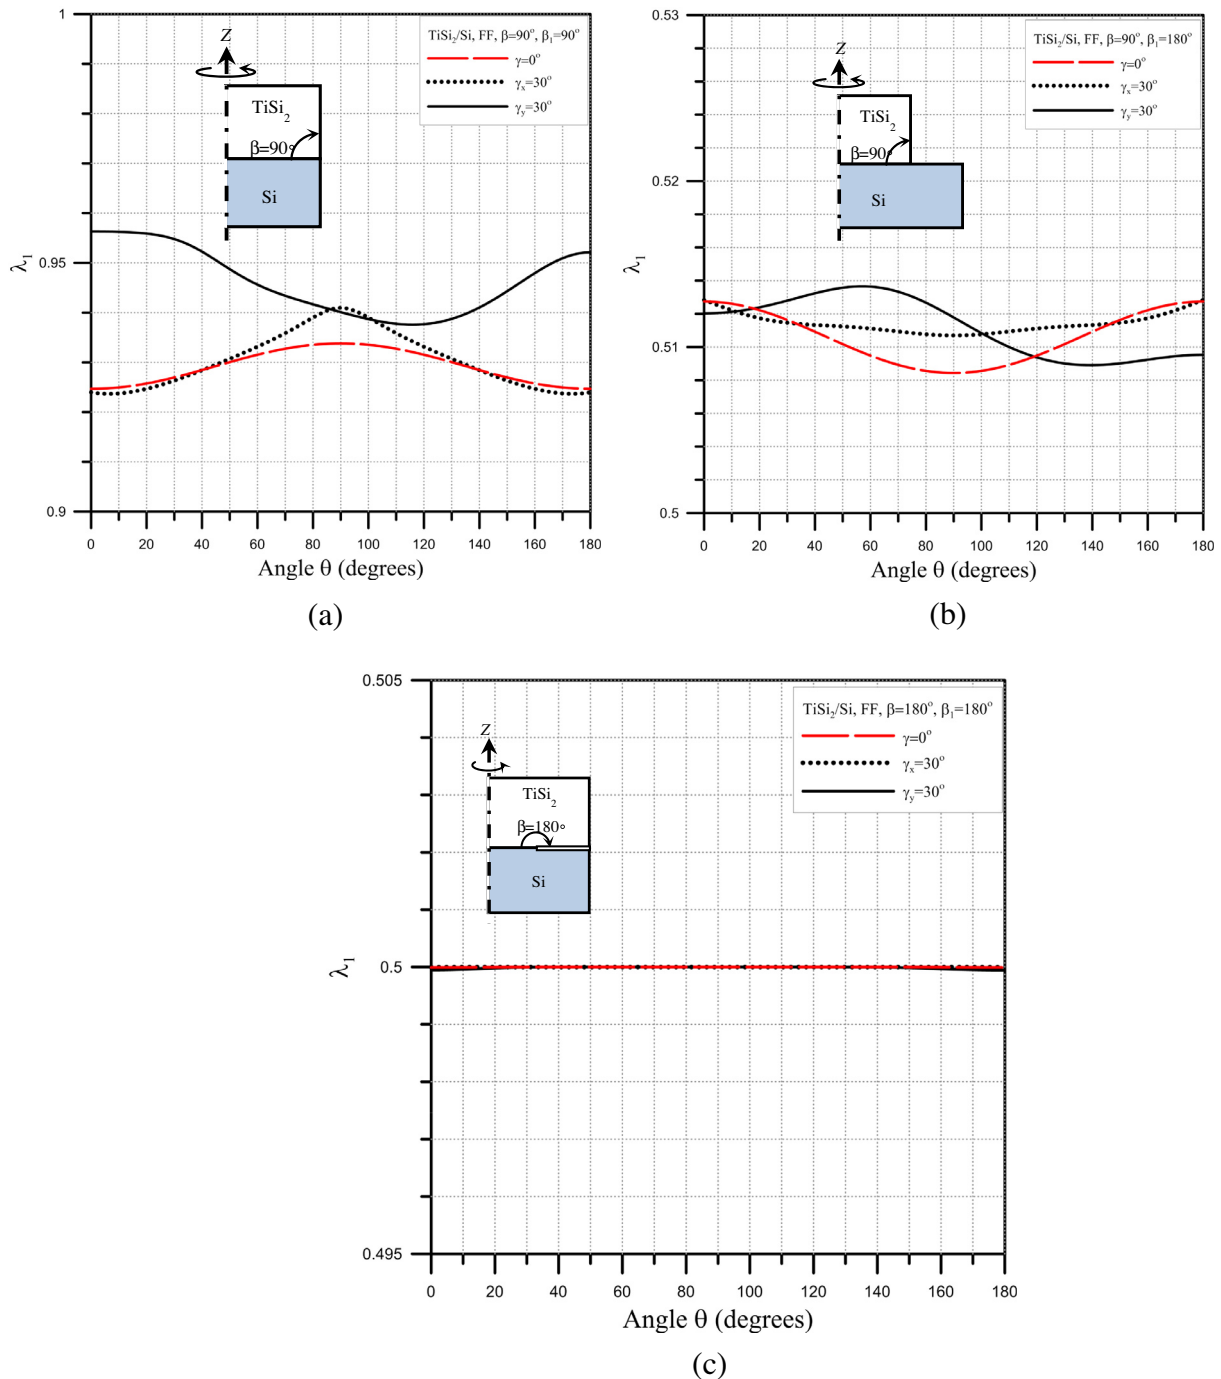 1
0.95
0.9
λ₁
0 20 40 60 80 100 120 140 160 180
Angle θ (degrees)
TiSi₂/Si, FF, β=90°, β₁=90°
γ=0°
γₓ=30°
γᵧ=30°
Z
TiSi₂
β=90°
Si
(a)
0.53
0.52
0.51
0.5
λ₁
0 20 40 60 80 100 120 140 160 180
Angle θ (degrees)
TiSi₂/Si, FF, β=90°, β₁=180°
γ=0°
γₓ=30°
γᵧ=30°
Z
TiSi₂
β=90°
Si
(b)
0.505
0.5
0.495
λ₁
0 20 40 60 80 100 120 140 160 180
Angle θ (degrees)
TiSi₂/Si, FF, β=180°, β₁=180°
γ=0°
γₓ=30°
γᵧ=30°
Z
TiSi₂
β=180°
Si
(c)